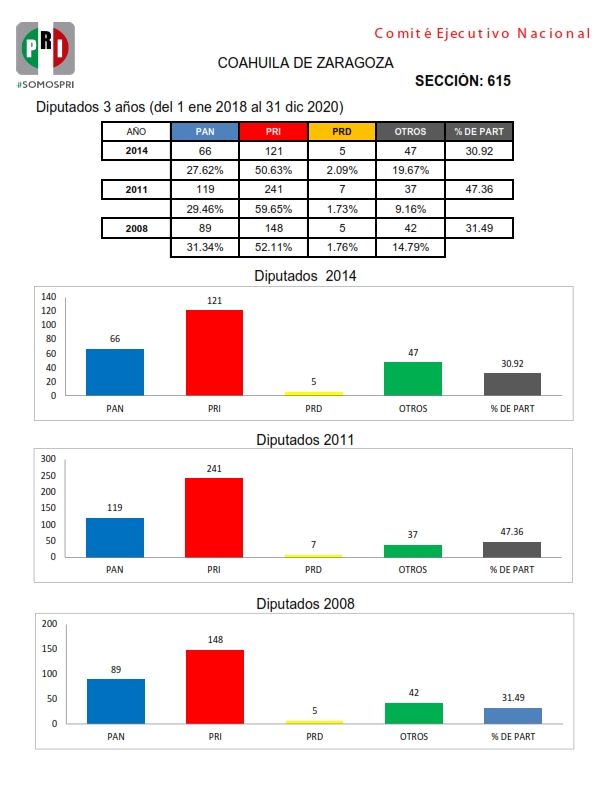 Comité Ejecutivo Nacional
PRI
#SOMOSPRI
COAHUILA DE ZARAGOZA
SECCIÓN: 615
Diputados 3 años (del 1 ene 2018 al 31 dic 2020)
AÑO PAN PRI PRD OTROS % DE PART
2014 66 121 5 47 30.92
27.62% 50.63% 2.09% 19.67%
2011 119 241 7 37 47.36
29.46% 59.65% 1.73% 9.16%
2008 89 148 5 42 31.49
31.34% 52.11% 1.76% 14.79%
Diputados 2014
140
120
100
80
60
40
20
0
66 121 5 47 30.92
PAN PRI PRD OTROS % DE PART
Diputados 2011
300
250
200
150
100
50
0
119 241 7 37 47.36
PAN PRI PRD OTROS % DE PART
Diputados 2008
200
150
100
50
0
89 148 5 42 31.49
PAN PRI PRD OTROS % DE PART